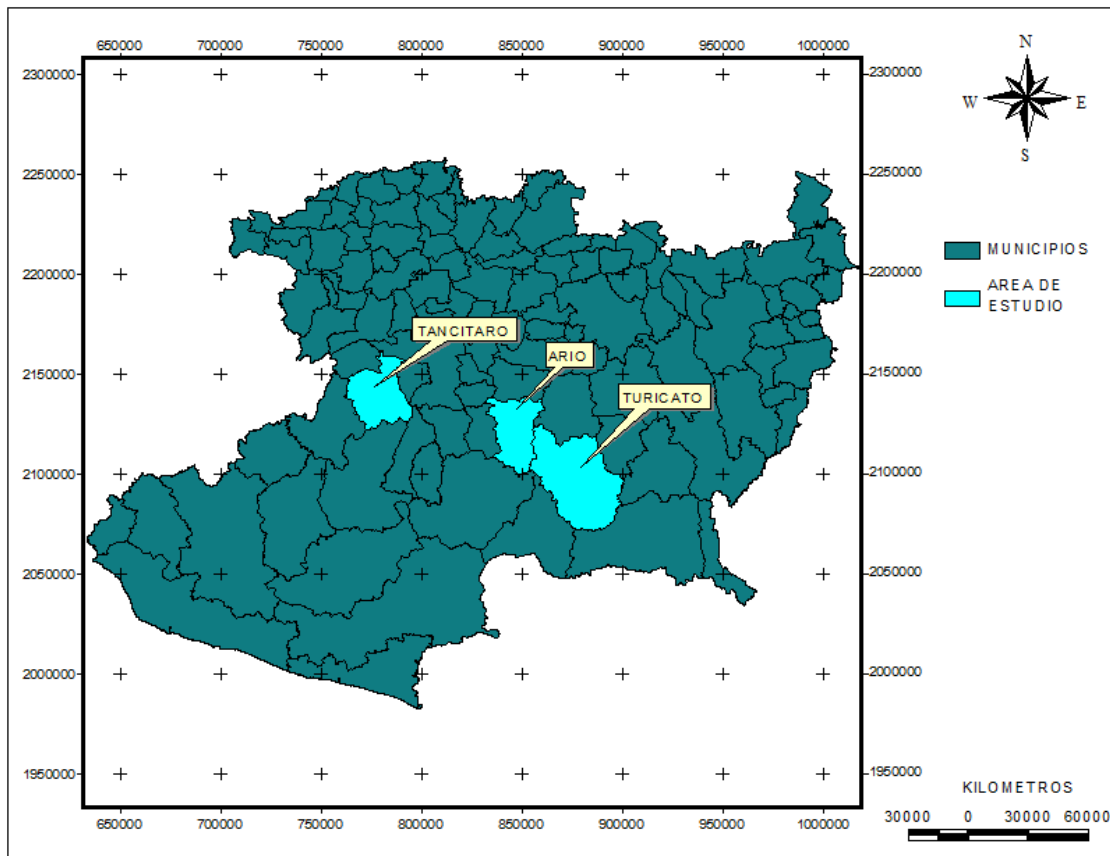 650000 700000 750000 800000 850000 900000 950000 1000000
2300000 2300000
2250000 2250000
2200000 2200000
2150000 2150000
2100000 2100000
2050000 2050000
2000000 2000000
1950000 1950000
650000 700000 750000 800000 850000 900000 950000 1000000
TANCITARO
ARIO
TURICATO
N
W E
S
MUNICIPIOS
AREA DE
ESTUDIO
KILOMETROS
30000 0 30000 60000